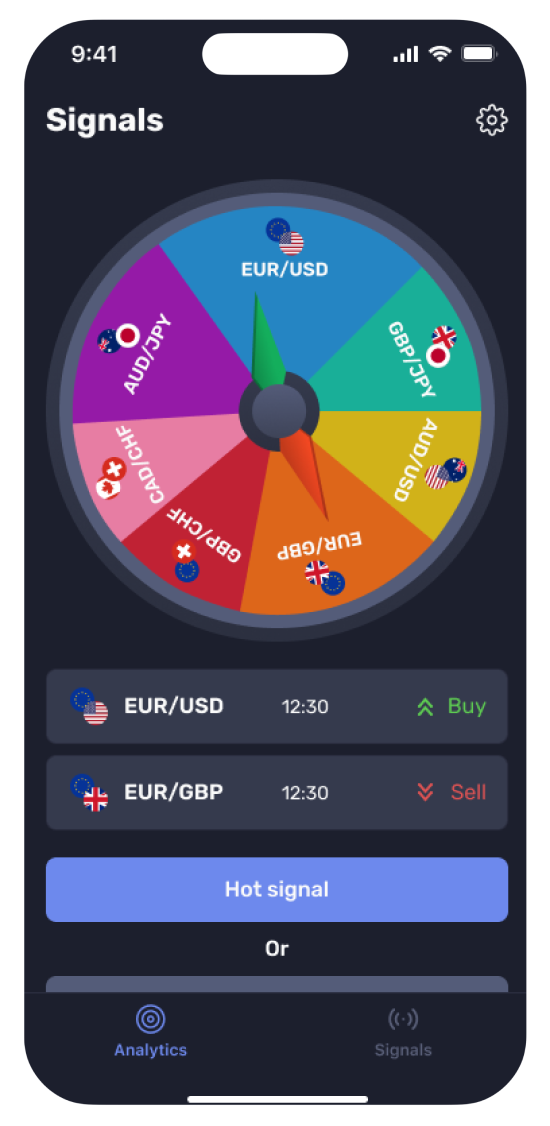 9:41
Signals
EUR/USD
GBP/JPY
AUD/JPY
AUD/USD
CAD/CHF
GBP/CHF
EUR/GBP
EUR/USD 12:30 Buy
EUR/GBP 12:30 Sell
Hot signal
Or
Analytics Signals